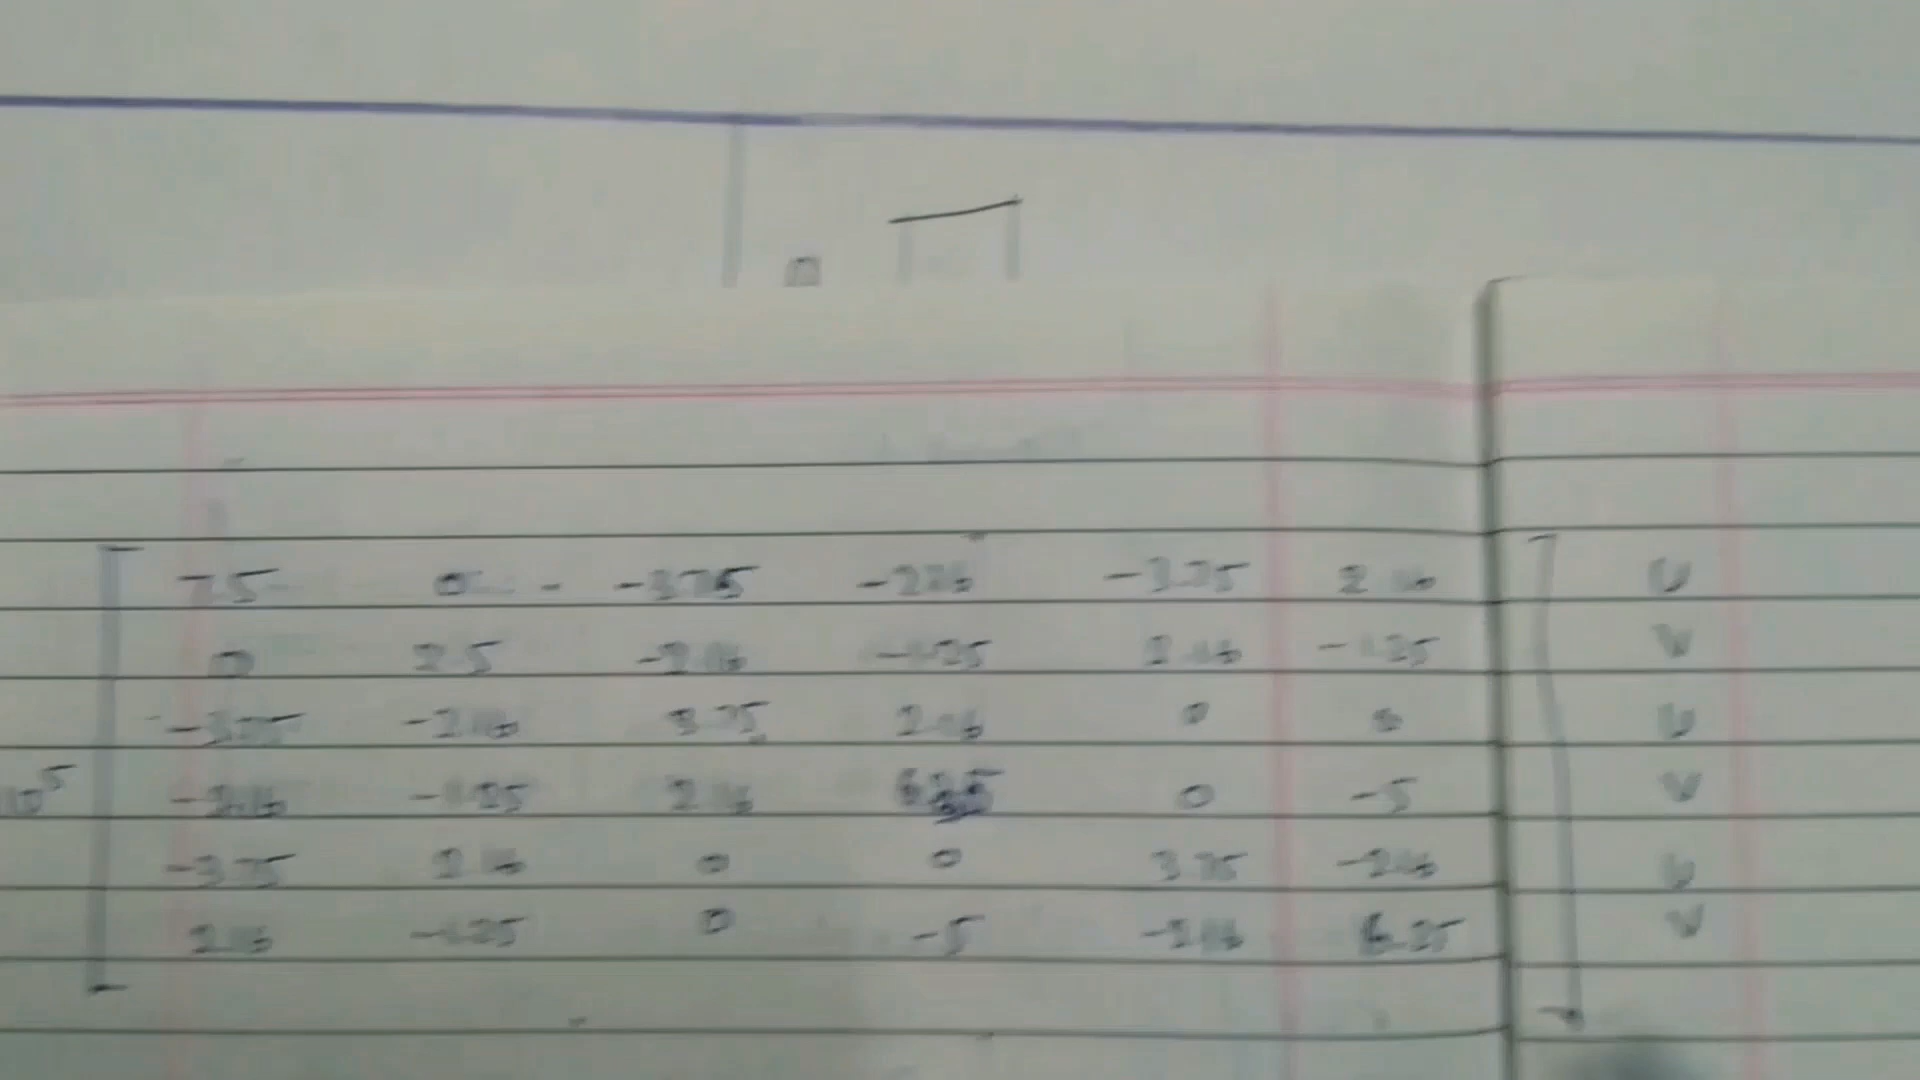 7.5 0 -3.75 -2.16 -3.75 2.16 U
0 2.5 -2.16 -1.25 2.16 -1.25 V
-3.75 -2.16 3.75 2.16 0 0 U
10⁵ -2.16 -1.25 2.16 6.25 0 -5 V
-3.75 2.16 0 0 3.75 -2.16 U
2.16 -1.25 0 -5 -2.16 6.25 V